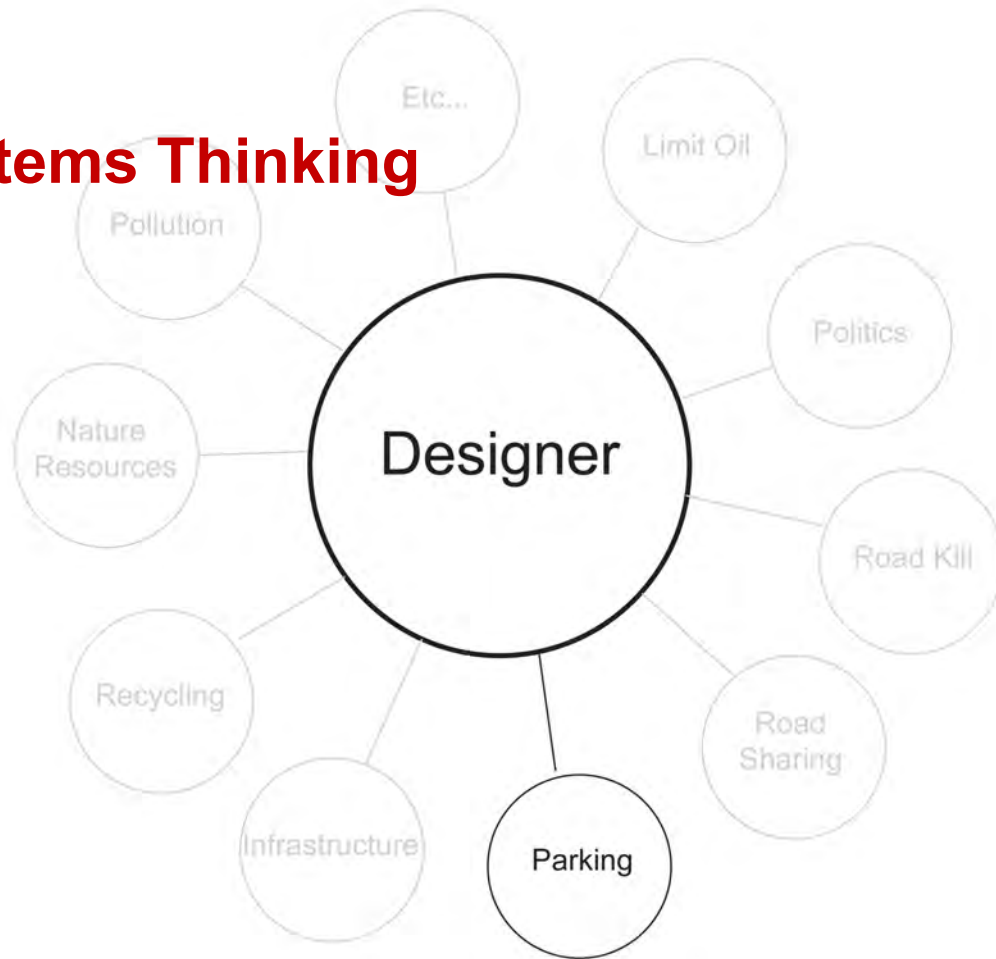 tems Thinking
Etc...
Limit Oil
Pollution
Politics
Nature
Resources
Designer
Road Kill
Recycling
Road
Sharing
Infrastructure
Parking